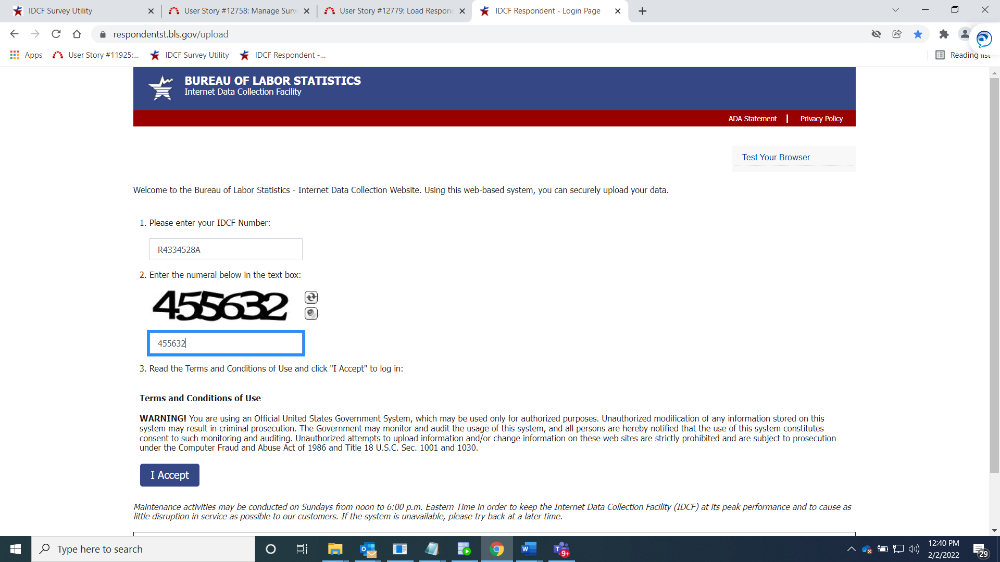 IDCF Survey Utility
User Story #12758: Manage Surv
User Story #12779: Load Respon
IDCF Respondent - Login Page
respondentst.bls.gov/upload
Apps
User Story #11925:...
IDCF Survey Utility
IDCF Respondent -...
Reading list
BUREAU OF LABOR STATISTICS
Internet Data Collection Facility
ADA Statement | Privacy Policy
Test Your Browser
Welcome to the Bureau of Labor Statistics - Internet Data Collection Website. Using this web-based system, you can securely upload your data.
1. Please enter your IDCF Number:
R4334528A
2. Enter the numeral below in the text box:
455632
455632
3. Read the Terms and Conditions of Use and click "I Accept" to log in:
Terms and Conditions of Use
WARNING! You are using an Official United States Government System, which may be used only for authorized purposes. Unauthorized modification of any information stored on this
system may result in criminal prosecution. The Government may monitor and audit the usage of this system, and all persons are hereby notified that the use of this system constitutes
consent to such monitoring and auditing. Unauthorized attempts to upload information and/or change information on these web sites are strictly prohibited and are subject to prosecution
under the Computer Fraud and Abuse Act of 1986 and Title 18 U.S.C. Sec. 1001 and 1030.
I Accept
Maintenance activities may be conducted on Sundays from noon to 6:00 p.m. Eastern Time in order to keep the Internet Data Collection Facility (IDCF) at its peak performance and to cause as
little disruption in service as possible to our customers. If the system is unavailable, please try back at a later time.
Type here to search
9+
12:40 PM
2/2/2022
29